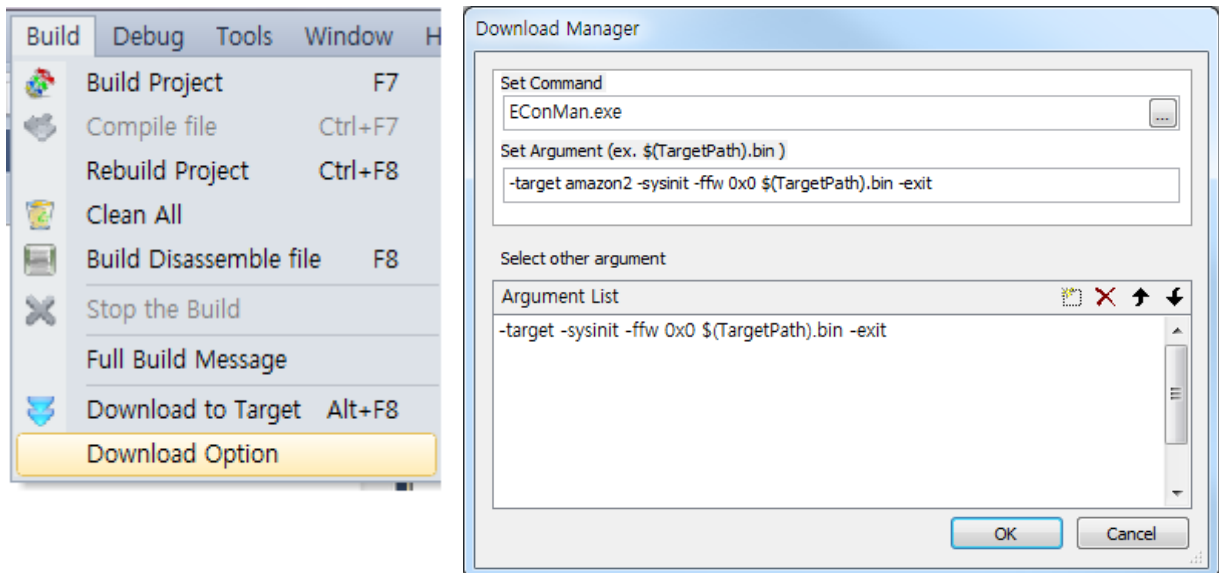 Build Debug Tools Window H
Build Project F7
Compile file Ctrl+F7
Rebuild Project Ctrl+F8
Clean All
Build Disassemble file F8
Stop the Build
Full Build Message
Download to Target Alt+F8
Download Option
Download Manager
Set Command
EConMan.exe
...
Set Argument (ex. $(TargetPath).bin )
-target amazon2 -sysinit -ffw 0x0 $(TargetPath).bin -exit
Select other argument
Argument List
-target -sysinit -ffw 0x0 $(TargetPath).bin -exit
OK Cancel